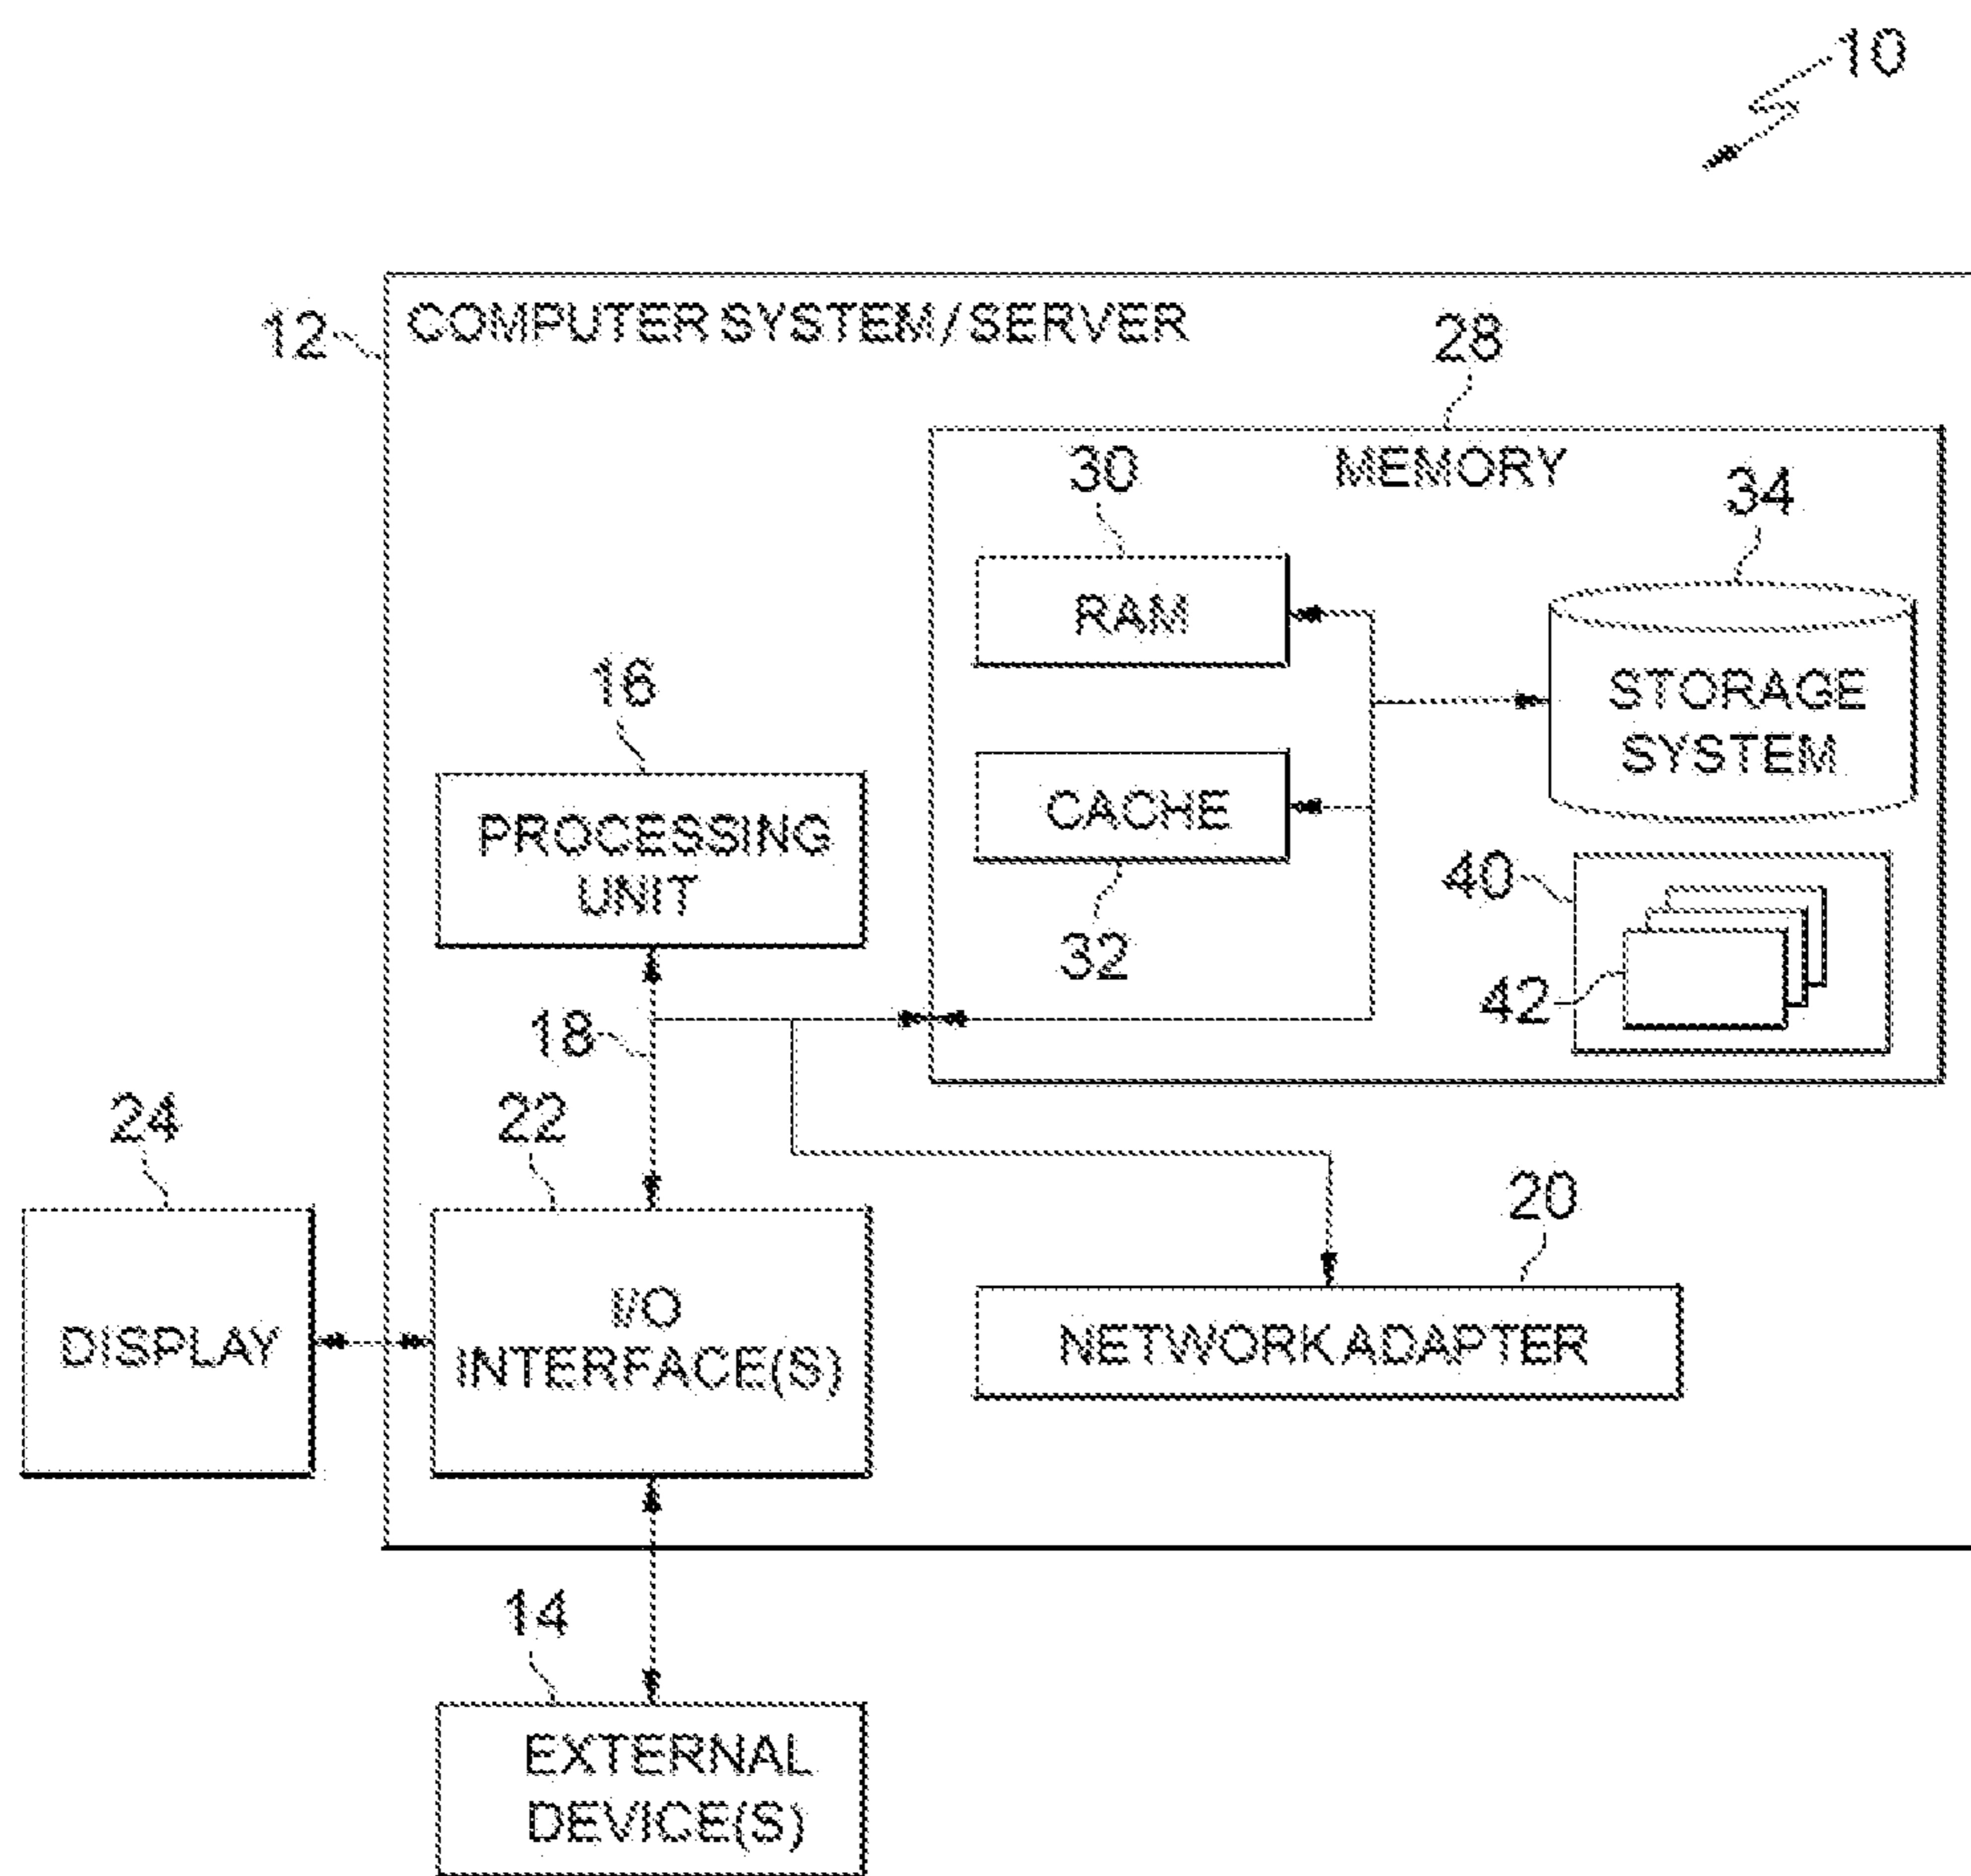 10
12
COMPUTER SYSTEM / SERVER
28
MEMORY
30
34
RAM
STORAGE
SYSTEM
16
CACHE
PROCESSING
UNIT
32
40
42
18
24
22
20
DISPLAY
I/O
INTERFACE(S)
NETWORK ADAPTER
14
EXTERNAL
DEVICE(S)